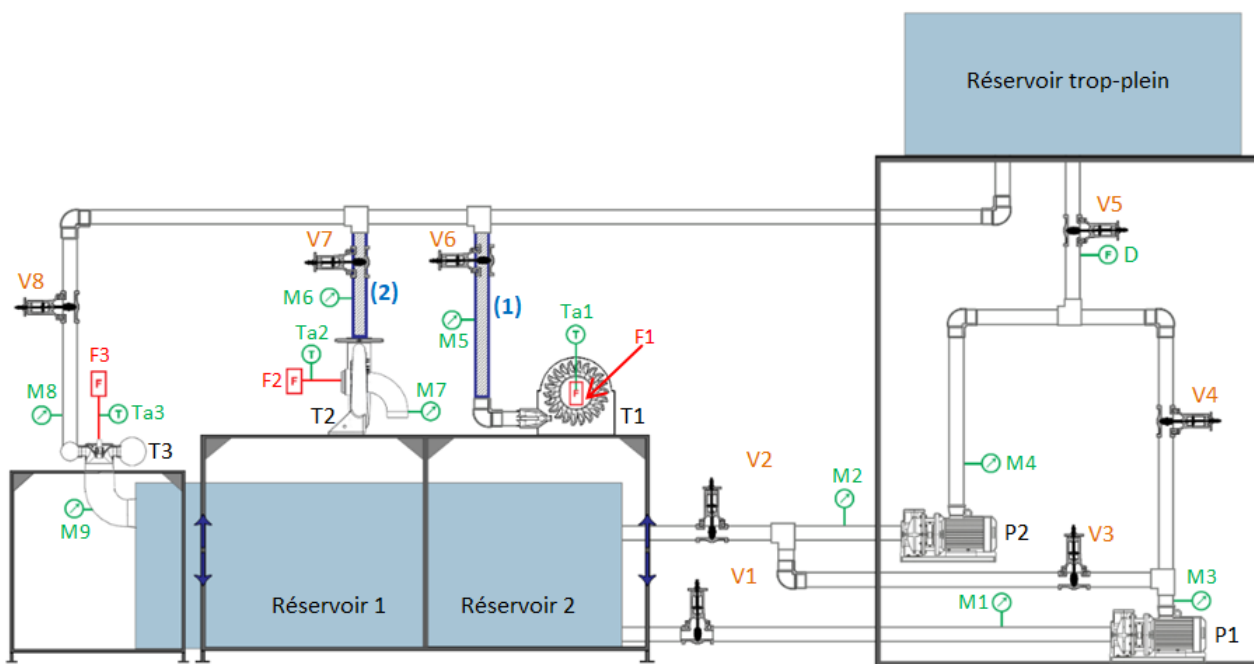 Réservoir trop-plein
V5
F D
V7
V6
V8
M6
(2)
(1)
Ta1
T
F1
Ta2
T
M5
F3
F
F2
F
F
M7
V4
M8
T
Ta3
T2
T1
T3
V2
M2
M4
M9
P2
V3
V1
Réservoir 1
Réservoir 2
M1
M3
P1